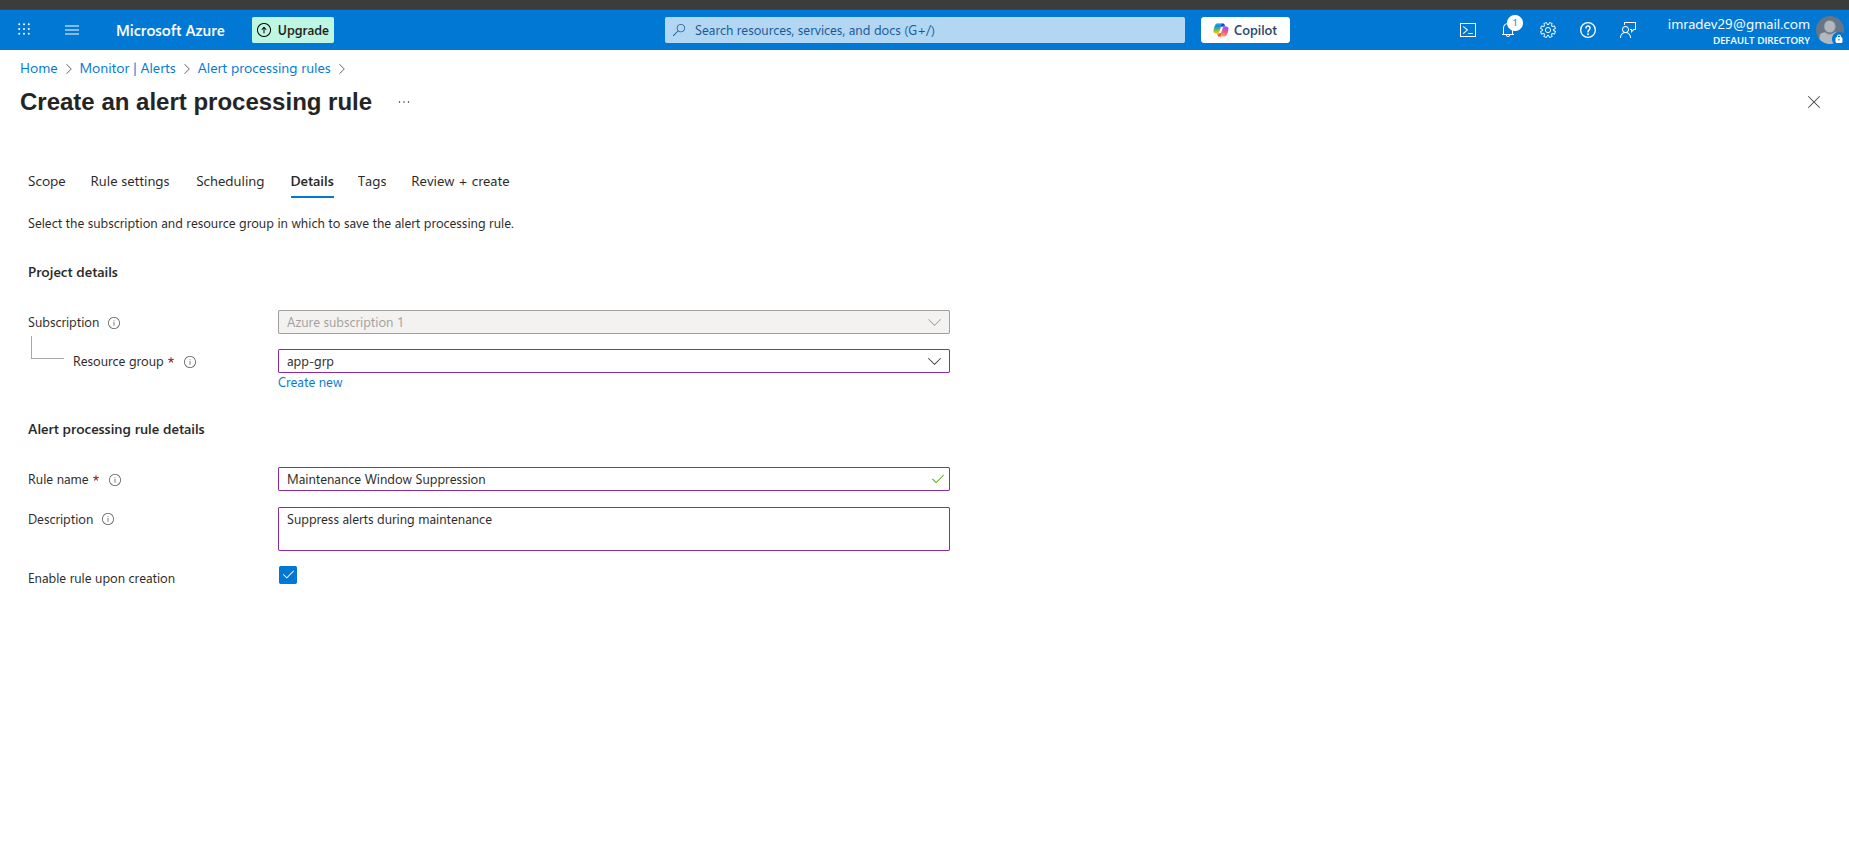 Microsoft Azure
Upgrade
Search resources, services, and docs (G+/)
Copilot
1
imradev29@gmail.com
DEFAULT DIRECTORY
Home > Monitor | Alerts > Alert processing rules >
Create an alert processing rule ...
Scope Rule settings Scheduling Details Tags Review + create
Select the subscription and resource group in which to save the alert processing rule.
Project details
Subscription Azure subscription 1
Resource group * app-grp
Create new
Alert processing rule details
Rule name * Maintenance Window Suppression
Description Suppress alerts during maintenance
Enable rule upon creation